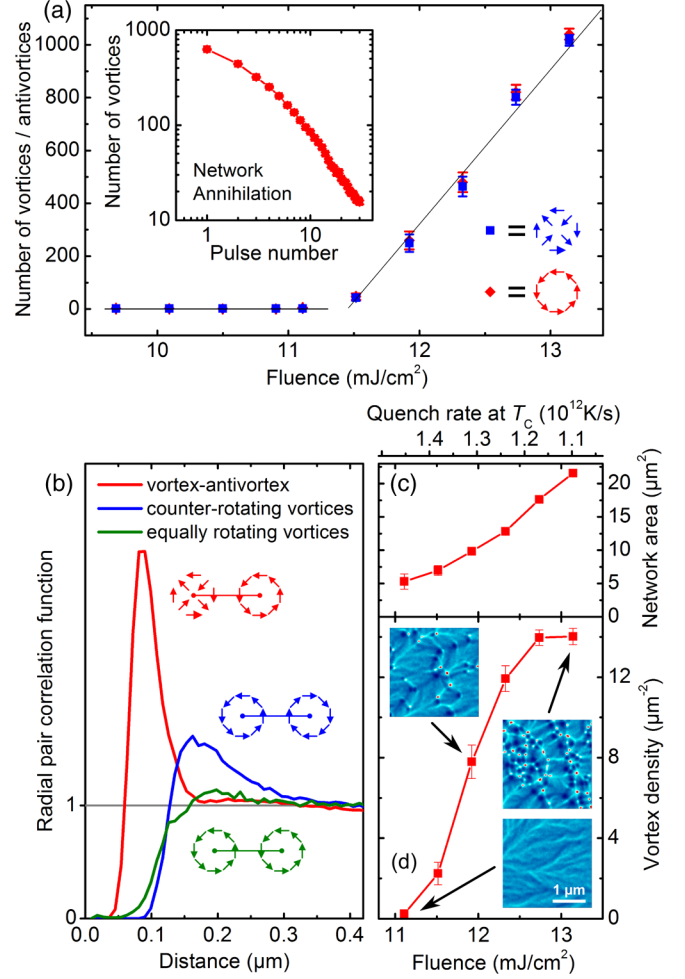 (a)
Number of vortices / antivortices
1000
800
600
400
200
0
Number of vortices
1000
100
10
Network
Annihilation
1
10
Pulse number
=
=
10
11
12
13
Fluence (mJ/cm²)
Quench rate at T_C (10¹²K/s)
1.4
1.3
1.2
1.1
(b)
vortex-antivortex
counter-rotating vortices
equally rotating vortices
Radial pair correlation function
1
0
0.0
0.1
0.2
0.3
0.4
Distance (µm)
(c)
20
15
10
5
0
Network area (µm²)
(d)
12
8
4
0
Vortex density (µm⁻²)
1 µm
11
12
13
Fluence (mJ/cm²)